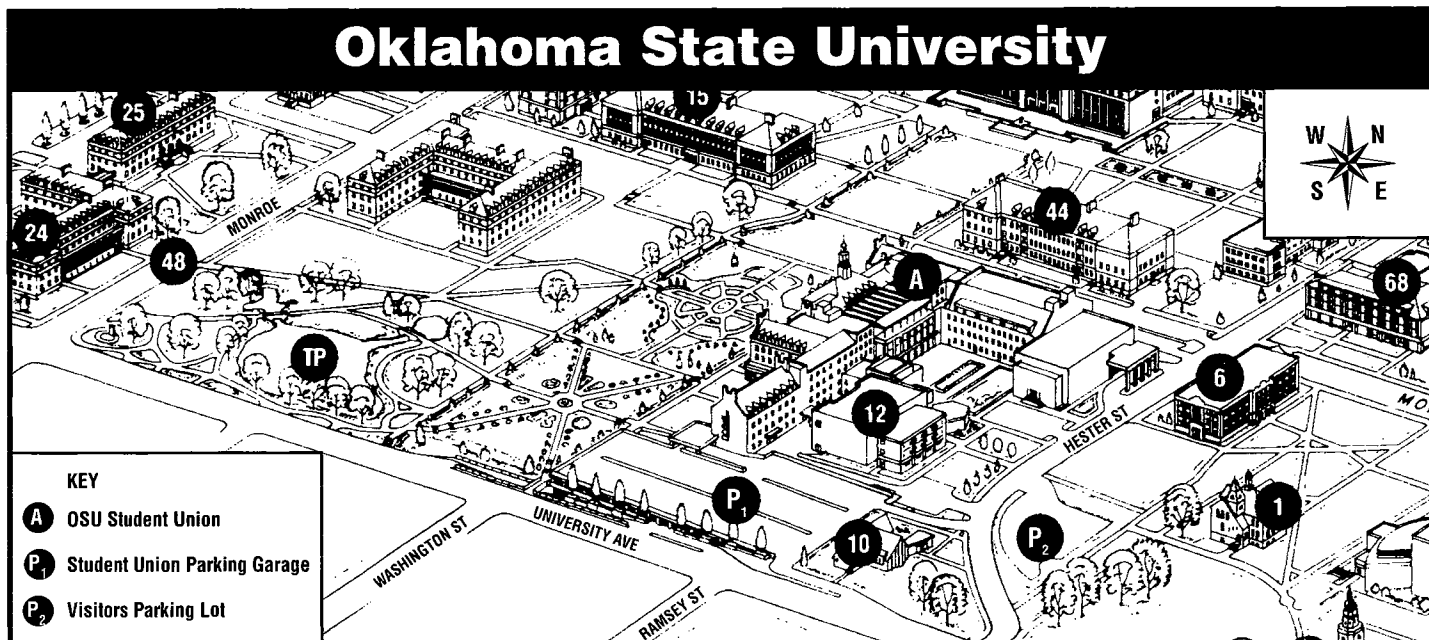 Oklahoma State University
25
15
W N
S E
MONROE
44
24
48
A
68
TP
6
12
HESTER ST
MO
KEY
A OSU Student Union
P1 Student Union Parking Garage
P2 Visitors Parking Lot
P1
1
UNIVERSITY AVE
WASHINGTON ST
10
P2
RAMSEY ST